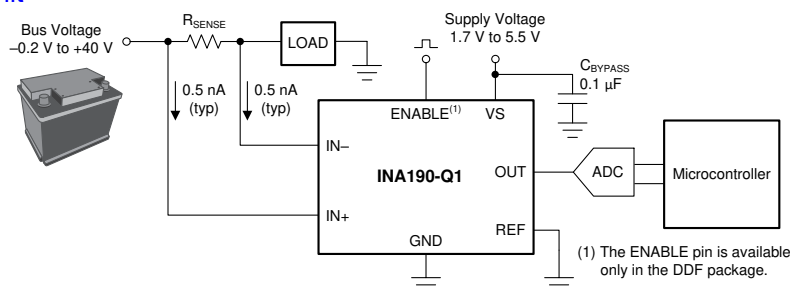 Bus Voltage
–0.2 V to +40 V
RSENSE
LOAD
Supply Voltage
1.7 V to 5.5 V
CBYPASS
0.1 µF
0.5 nA
(typ)
0.5 nA
(typ)
ENABLE(1)
VS
IN–
INA190-Q1
OUT
ADC
Microcontroller
IN+
REF
GND
(1) The ENABLE pin is available
only in the DDF package.